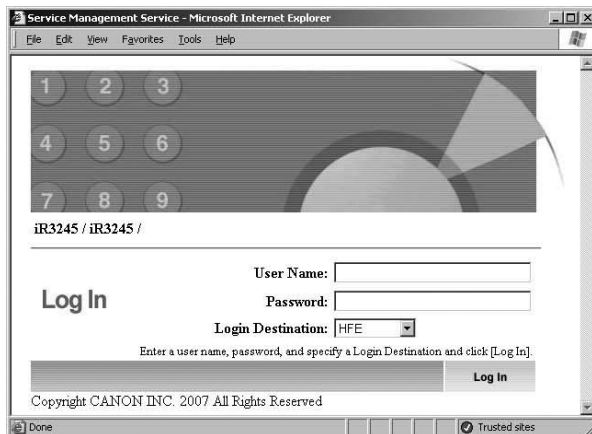 Service Management Service - Microsoft Internet Explorer
File Edit View Favorites Tools Help
1 2 3
4 5 6
7 8 9
iR3245 / iR3245 /
User Name:
Log In
Password:
Login Destination: HFE
Enter a user name, password, and specify a Login Destination and click [Log In].
Log In
Copyright CANON INC. 2007 All Rights Reserved
Done Trusted sites